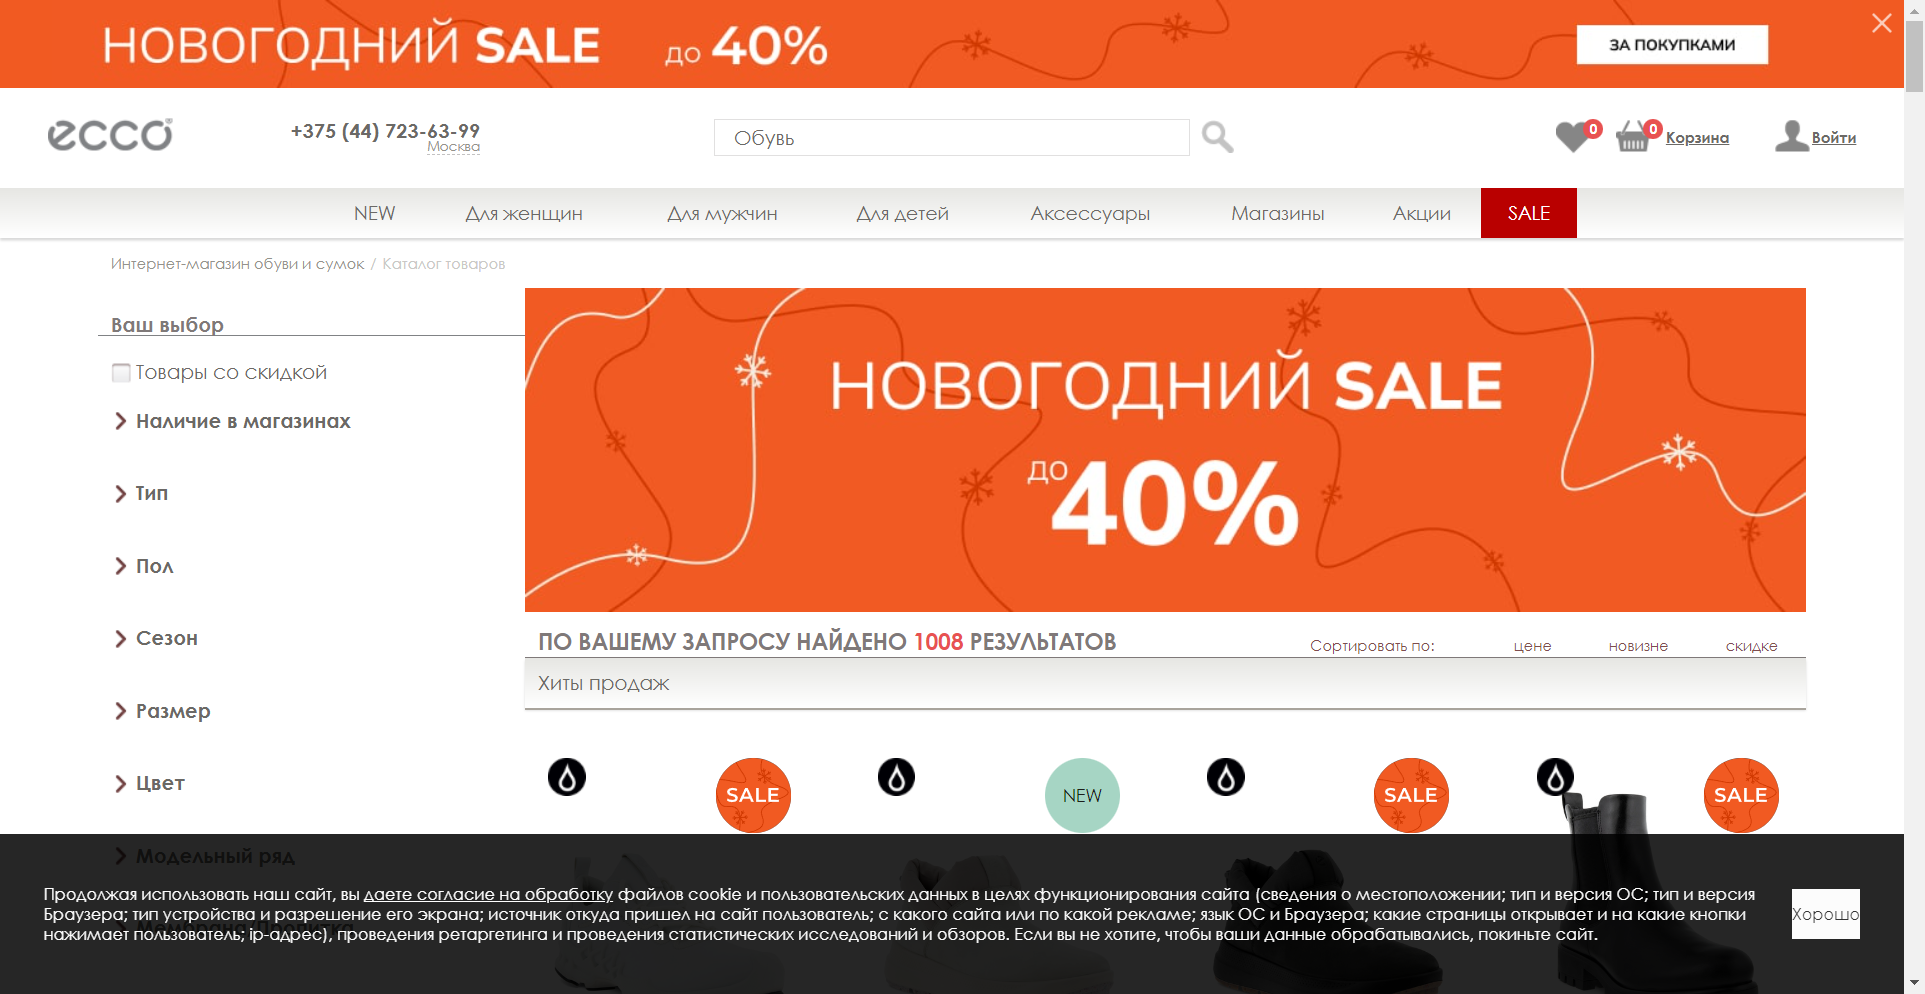 НОВОГОДНИЙ SALE до 40%
ЗА ПОКУПКАМИ
ecco
+375 (44) 723-63-99
Москва
Обувь
0
0
Корзина
Войти
NEW
Для женщин
Для мужчин
Для детей
Аксессуары
Магазины
Акции
SALE
Интернет-магазин обуви и сумок / Каталог товаров
Ваш выбор
Товары со скидкой
Наличие в магазинах
Тип
Пол
Сезон
Размер
Цвет
Модельный ряд
Мембрана/Пропитка
НОВОГОДНИЙ SALE
ДО 40%
ПО ВАШЕМУ ЗАПРОСУ НАЙДЕНО 1008 РЕЗУЛЬТАТОВ
Сортировать по:
цене
новизне
скидке
Хиты продаж
SALE
NEW
SALE
SALE
Продолжая использовать наш сайт, вы даете согласие на обработку файлов cookie и пользовательских данных в целях функционирования сайта (сведения о местоположении; тип и версия ОС; тип и версия
Браузера; тип устройства и разрешение его экрана; источник откуда пришел на сайт пользователь; с какого сайта или по какой рекламе; язык ОС и Браузера; какие страницы открывает и на какие кнопки
нажимает пользователь; ip-адрес), проведения ретаргетинга и проведения статистических исследований и обзоров. Если вы не хотите, чтобы ваши данные обрабатывались, покиньте сайт.
Хорошо